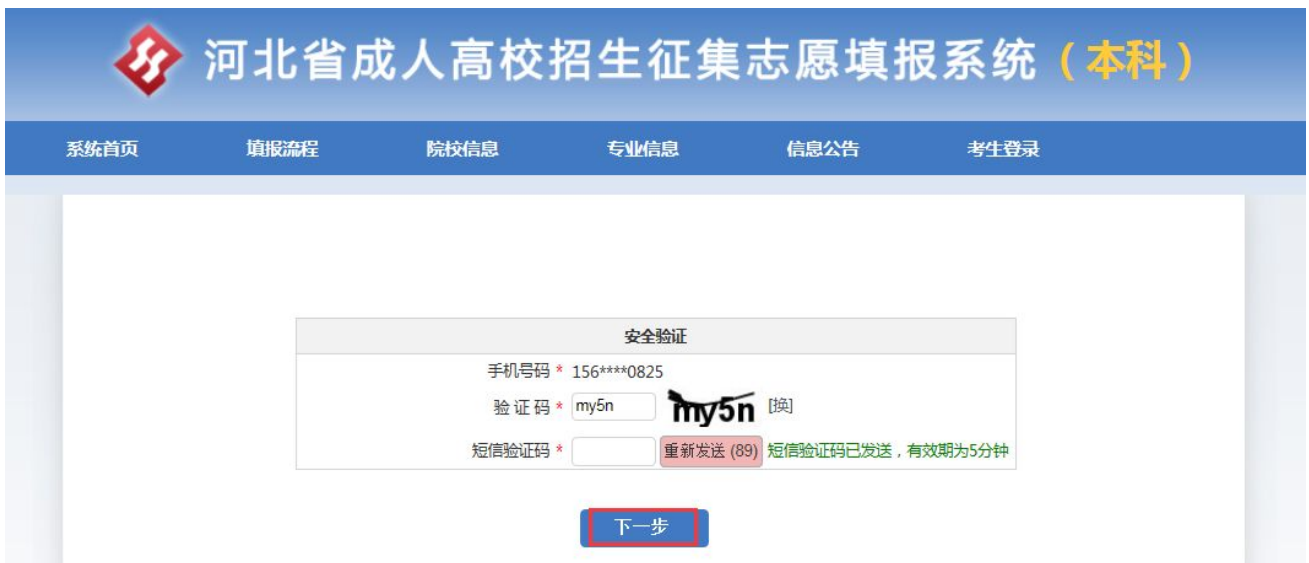 河北省成人高校招生征集志愿填报系统（本科）
系统首页 填报流程 院校信息 专业信息 信息公告 考生登录
安全验证
手机号码 * 156****0825
验 证 码 * my5n my5n [换]
短信验证码 * 重新发送 (89) 短信验证码已发送，有效期为5分钟
下一步